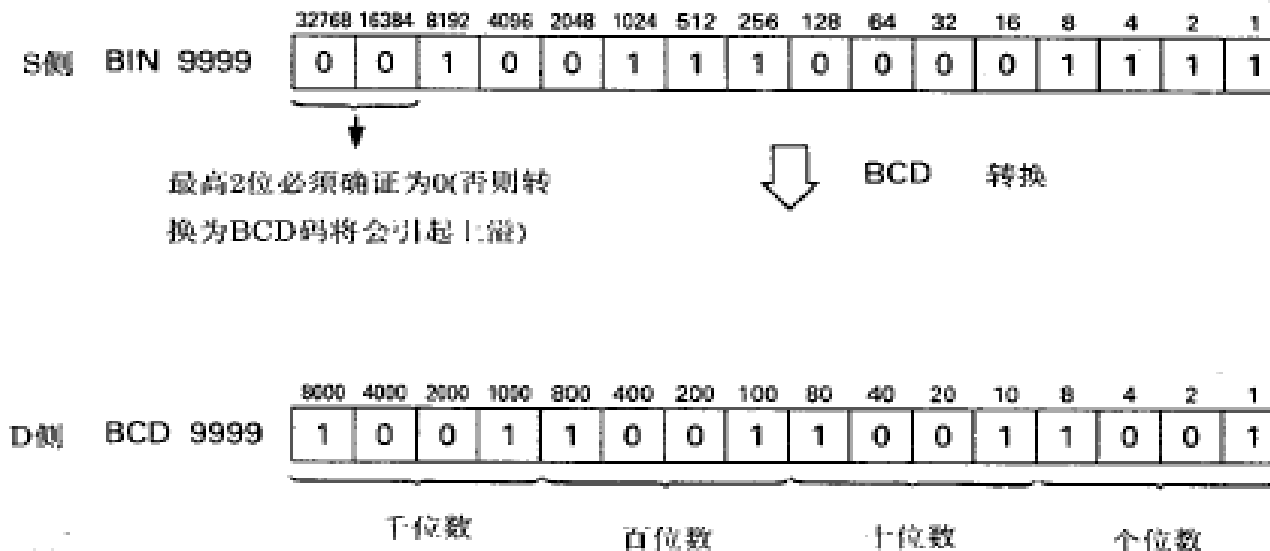 32768 16384 8192 4096 2048 1024 512 256 128 64 32 16 8 4 2 1
S侧 BIN 9999 0 0 1 0 0 1 1 1 0 0 0 0 1 1 1 1
最高2位必须确证为0(否则转
换为BCD码将会引起上溢)
BCD 转换
8000 4000 2000 1000 800 400 200 100 80 40 20 10 8 4 2 1
D侧 BCD 9999 1 0 0 1 1 0 0 1 1 0 0 1 1 0 0 1
千位数 百位数 十位数 个位数